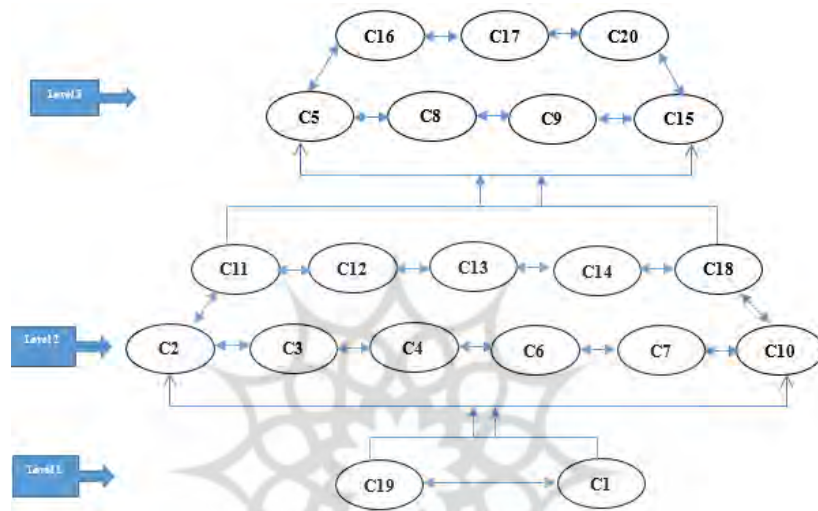 C16 C17 C20
Level 3
C5 C8 C9 C15
C11 C12 C13 C14 C18
Level 2
C2 C3 C4 C6 C7 C10
Level 1
C19 C1